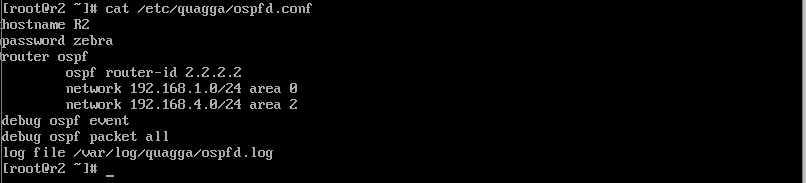 [root@r2 ~]# cat /etc/quagga/ospfd.conf
hostname R2
password zebra
router ospf
        ospf router-id 2.2.2.2
        network 192.168.1.0/24 area 0
        network 192.168.4.0/24 area 2
debug ospf event
debug ospf packet all
log file /var/log/quagga/ospfd.log
[root@r2 ~]# _